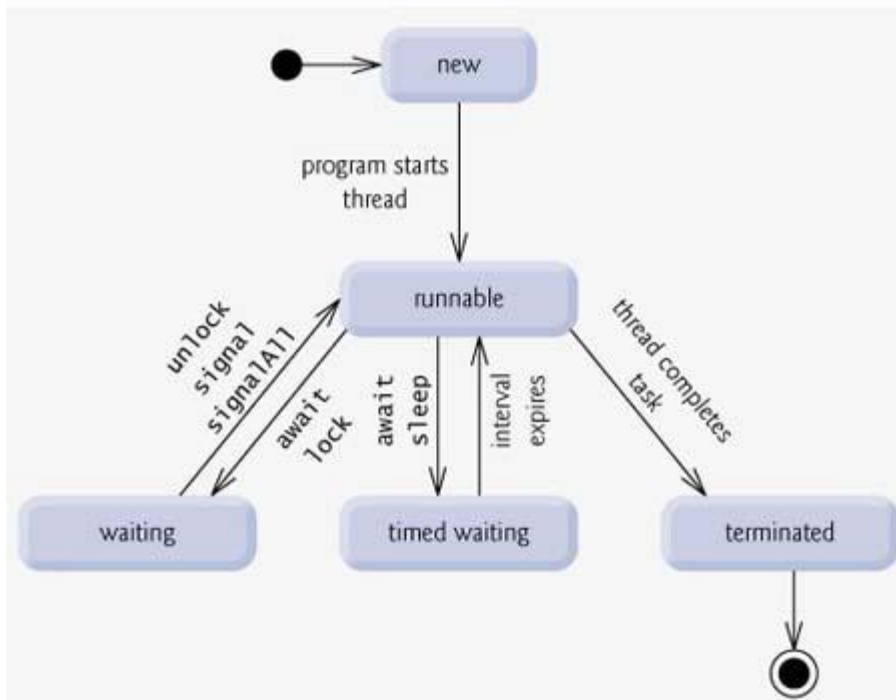 new
program starts
thread
runnable
unlock
signal
signalAll
await
lock
await
sleep
interval
expires
thread completes
task
waiting
timed waiting
terminated